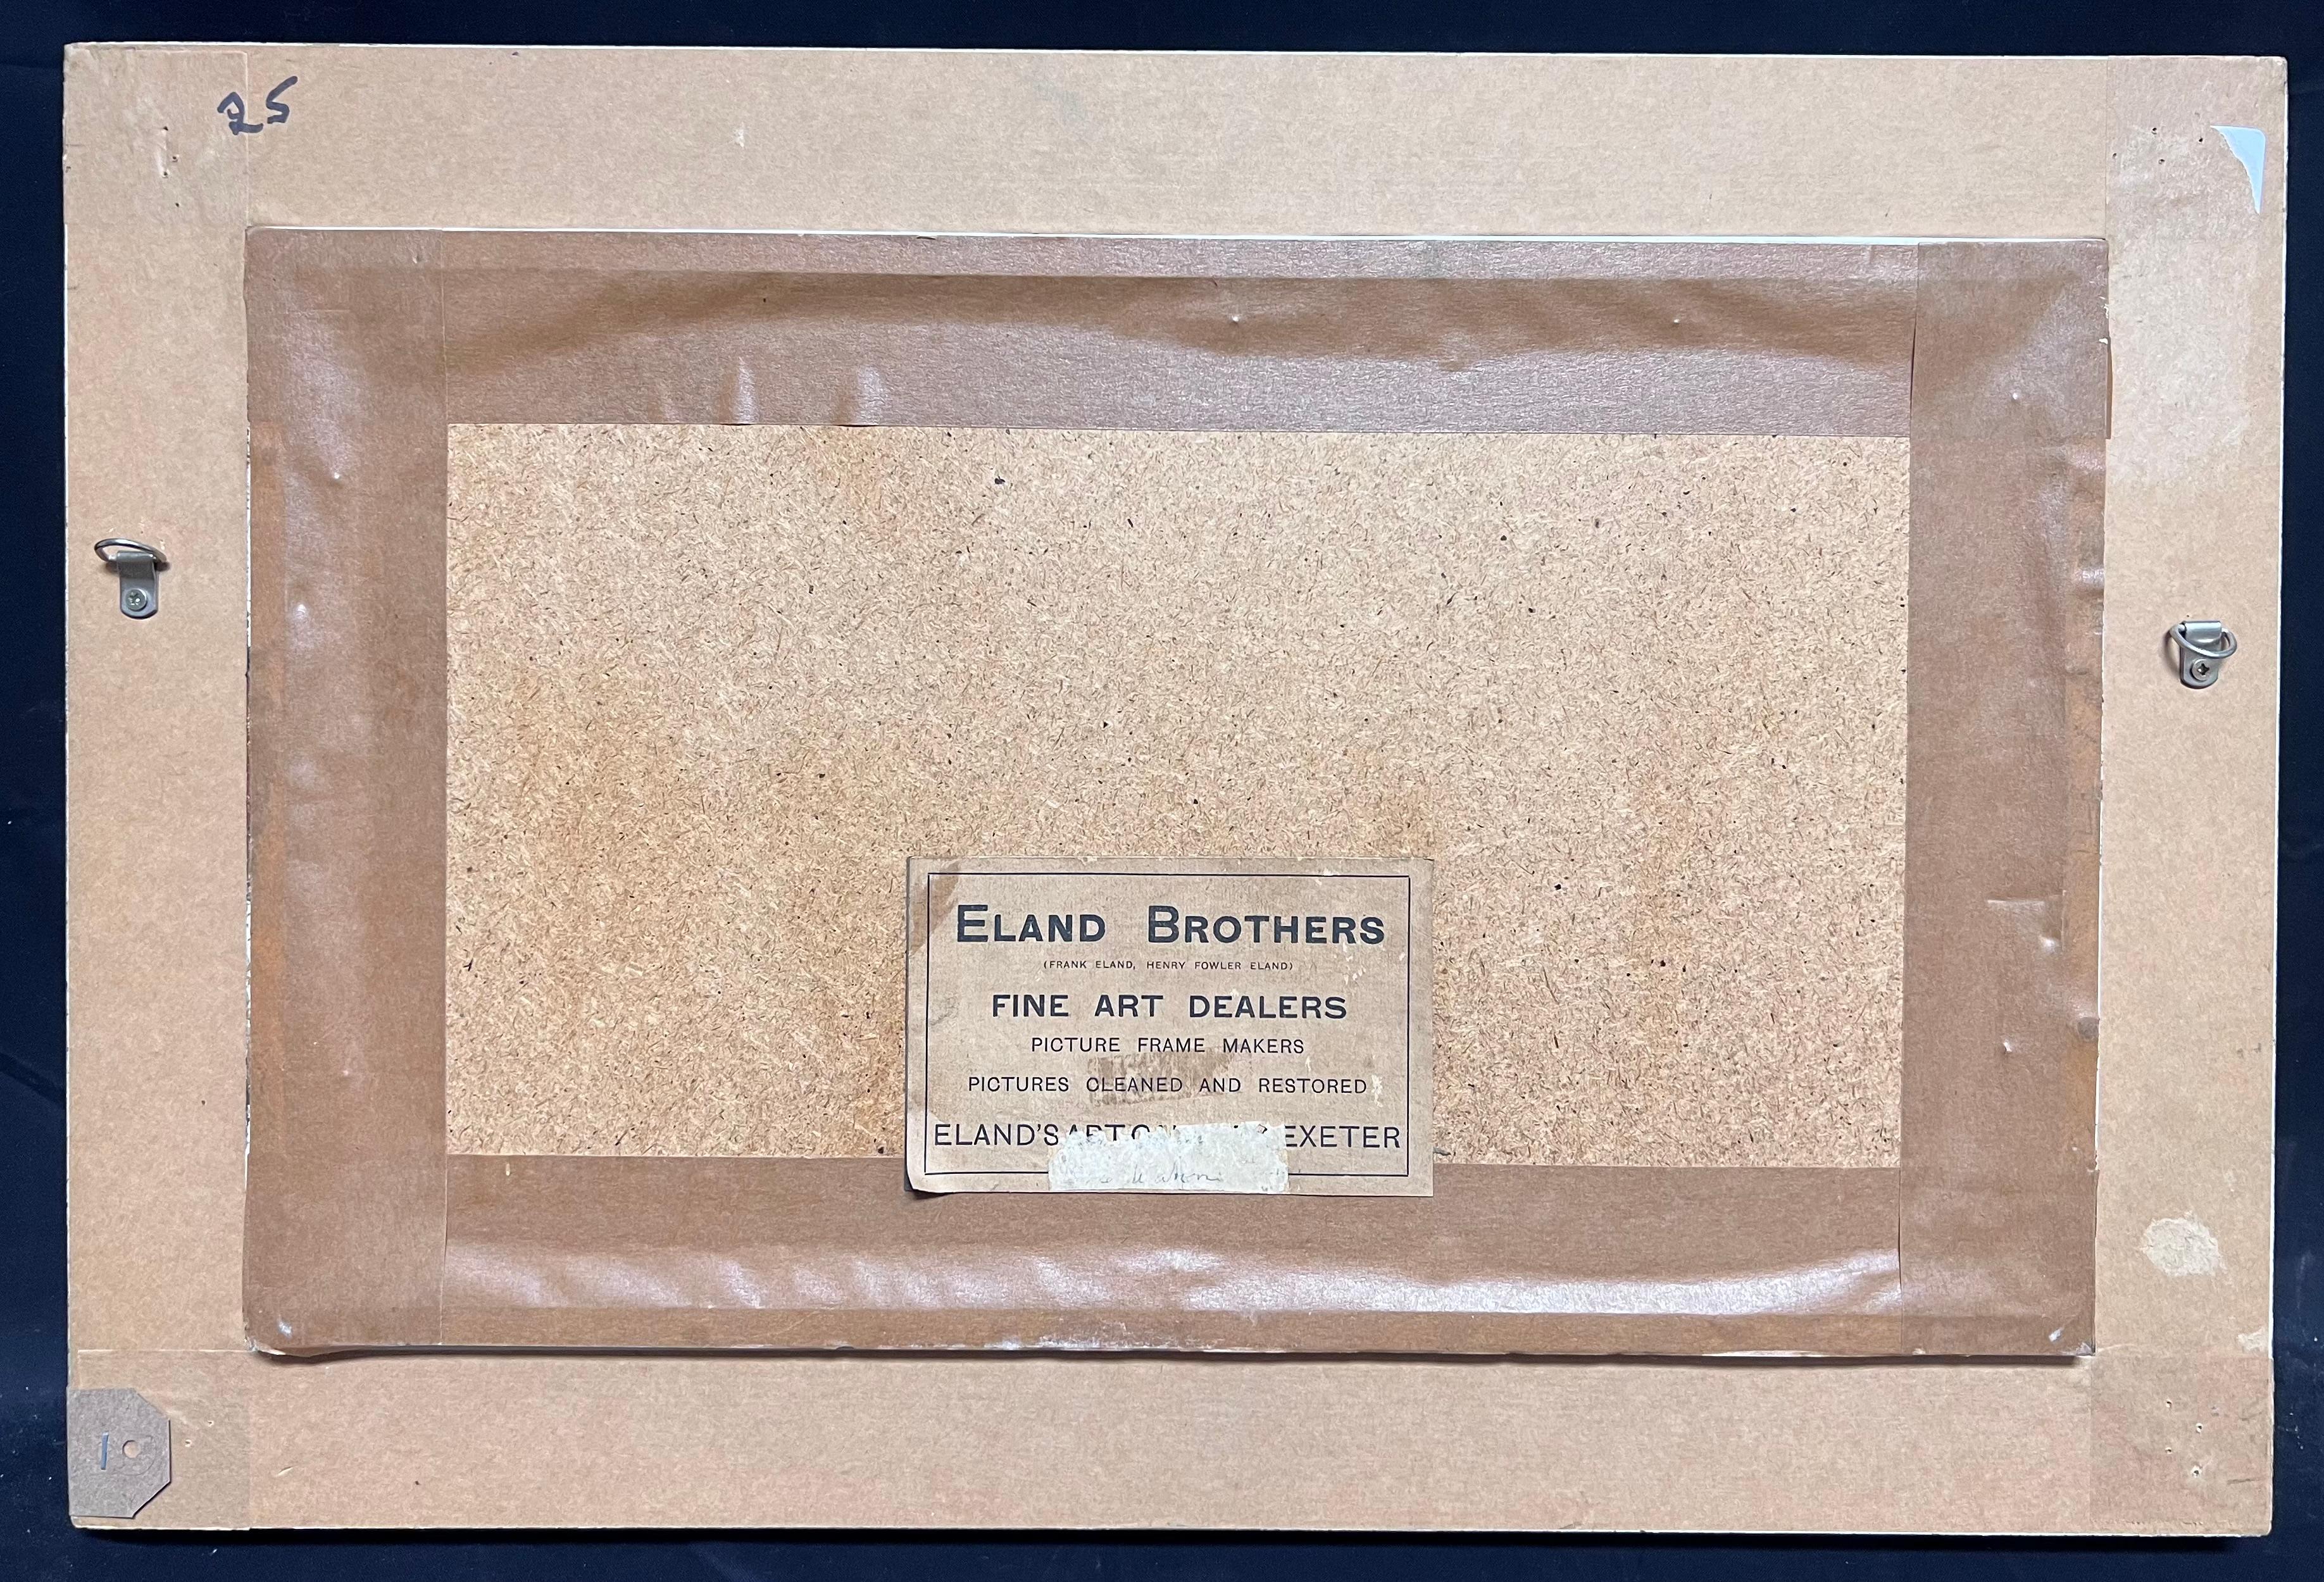 25
ELAND BROTHERS
(FRANK ELAND, HENRY FOWLER ELAND)
FINE ART DEALERS
PICTURE FRAME MAKERS
PICTURES CLEANED AND RESTORED
ELAND'S ART EXETER